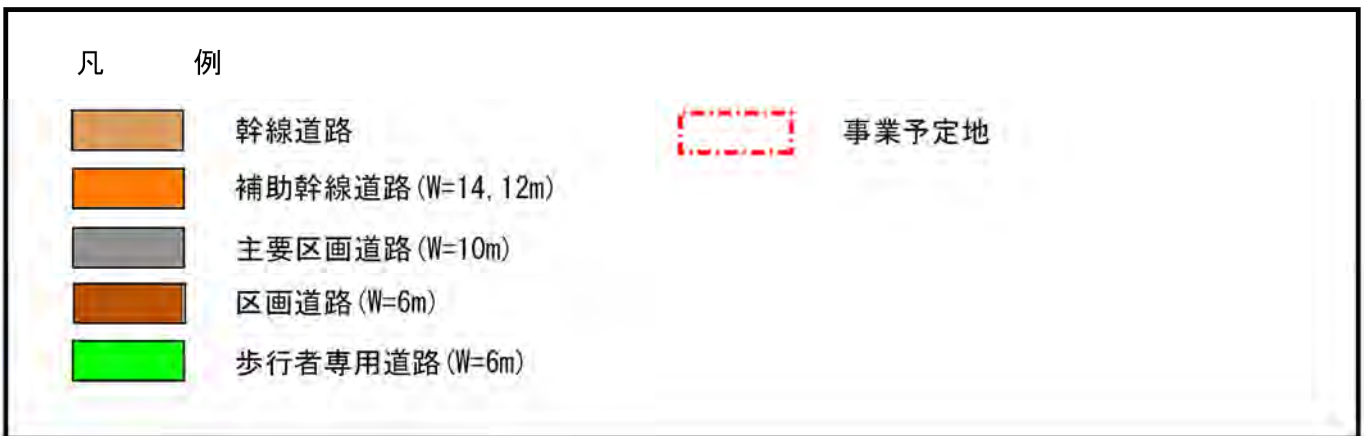 凡 例
幹線道路
補助幹線道路(W=14,12m)
主要区画道路(W=10m)
区画道路(W=6m)
歩行者専用道路(W=6m)
事業予定地